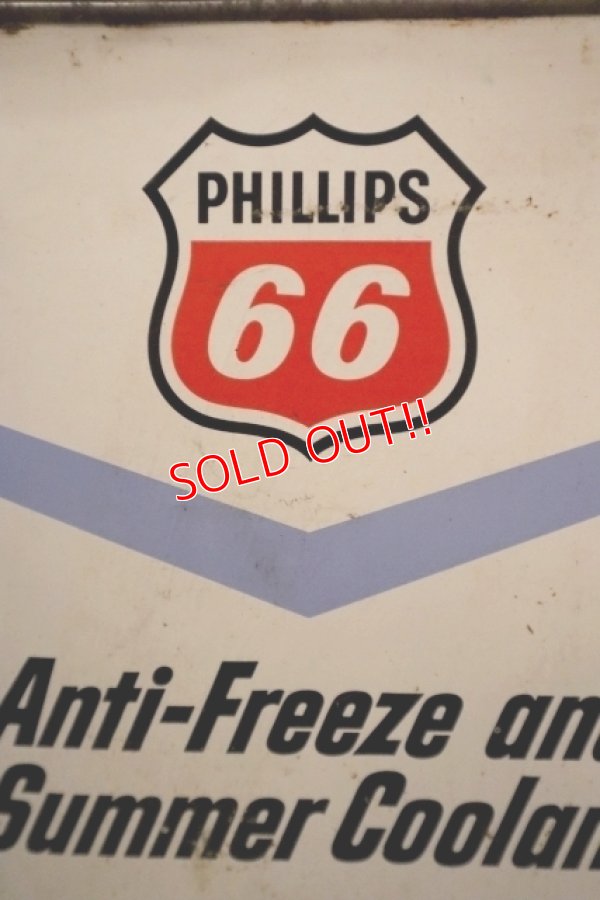 PHILLIPS
66
SOLD OUT!!
Anti-Freeze an
Summer Coolan